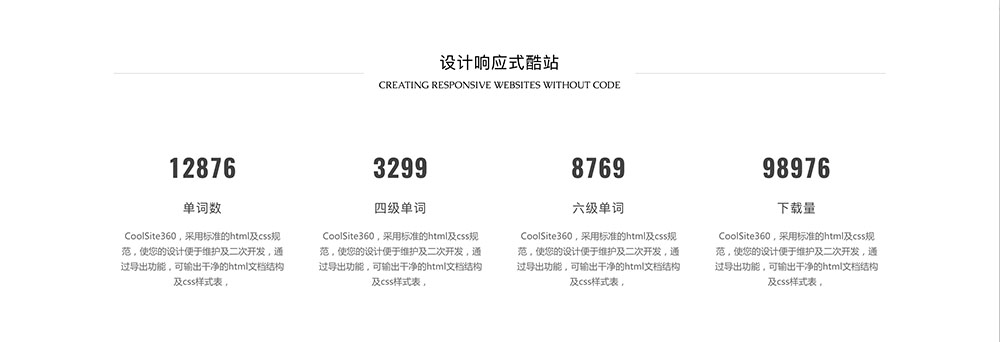 设计响应式酷站
CREATING RESPONSIVE WEBSITES WITHOUT CODE
12876
单词数
CoolSite360，采用标准的html及css规
范，使您的设计便于维护及二次开发，通
过导出功能，可输出干净的html文档结构
及css样式表，
3299
四级单词
CoolSite360，采用标准的html及css规
范，使您的设计便于维护及二次开发，通
过导出功能，可输出干净的html文档结构
及css样式表，
8769
六级单词
CoolSite360，采用标准的html及css规
范，使您的设计便于维护及二次开发，通
过导出功能，可输出干净的html文档结构
及css样式表，
98976
下载量
CoolSite360，采用标准的html及css规
范，使您的设计便于维护及二次开发，通
过导出功能，可输出干净的html文档结构
及css样式表，